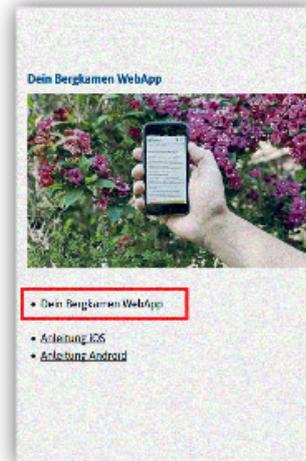 Dein Bergkamen WebApp
• Dein Bergkamen WebApp
• Anleitung iOS
• Anleitung Android